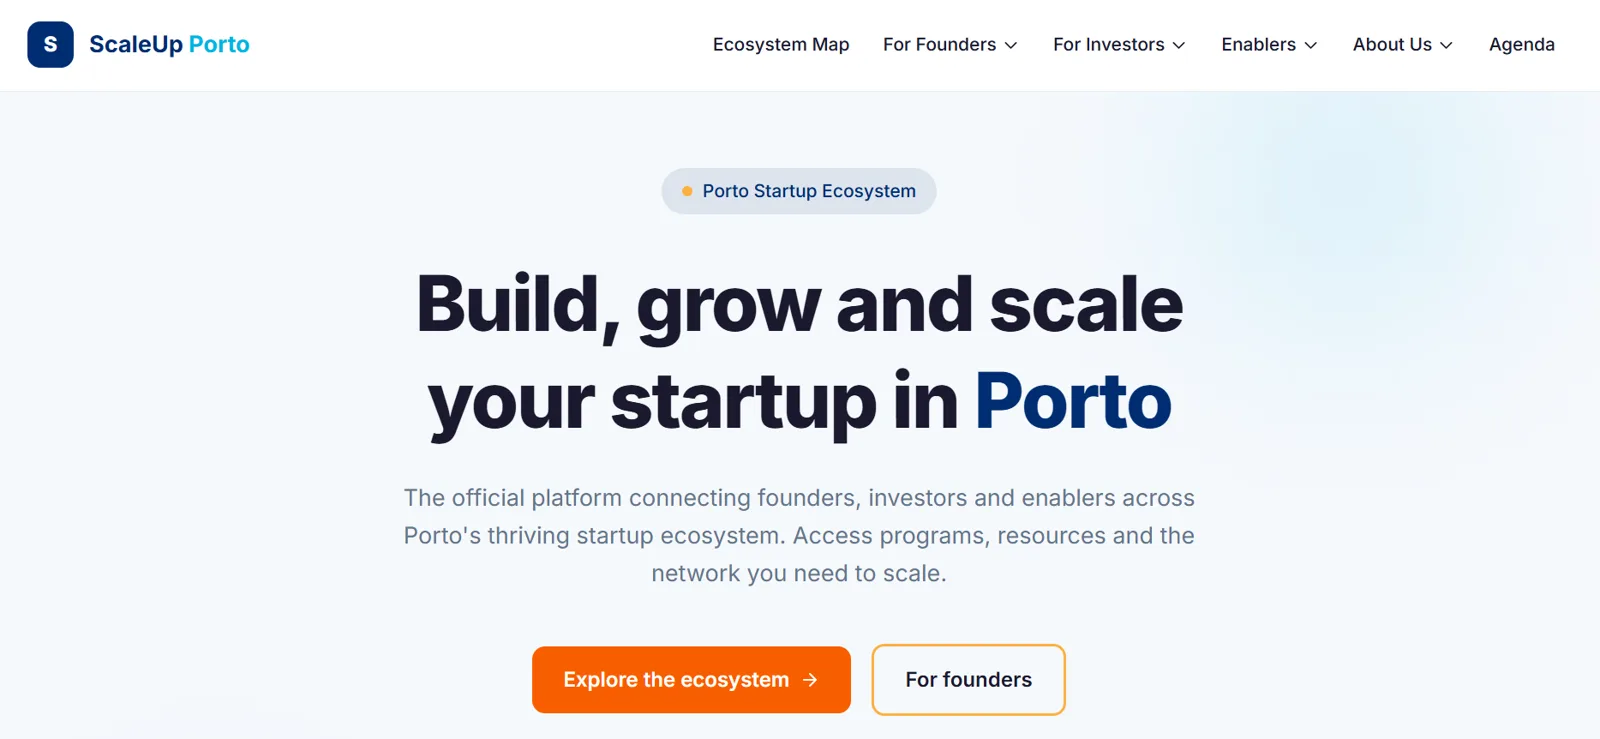 S ScaleUp Porto
Ecosystem Map For Founders For Investors Enablers About Us Agenda
Porto Startup Ecosystem
Build, grow and scale
your startup in Porto
The official platform connecting founders, investors and enablers across
Porto's thriving startup ecosystem. Access programs, resources and the
network you need to scale.
Explore the ecosystem →
For founders